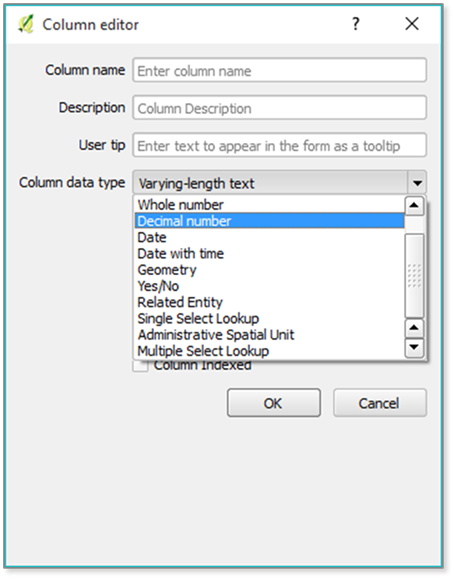 Column editor ?
Column name Enter column name
Description Column Description
User tip Enter text to appear in the form as a tooltip
Column data type Varying-length text
Whole number
Decimal number
Date
Date with time
Geometry
Yes/No
Related Entity
Single Select Lookup
Administrative Spatial Unit
Multiple Select Lookup
Column Indexed
OK Cancel